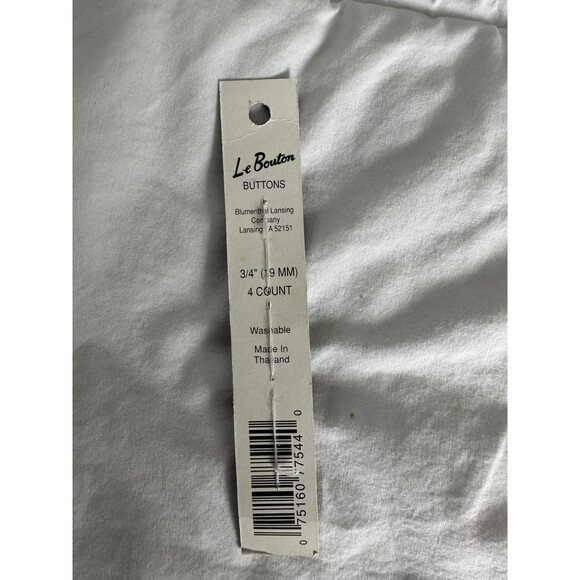 Le Bouton
BUTTONS
Blumenthal Lansing
Company
Lansing, IA 52151
3/4" (19 MM)
4 COUNT
Washable
Made In
Thailand
0 75160 77544 0